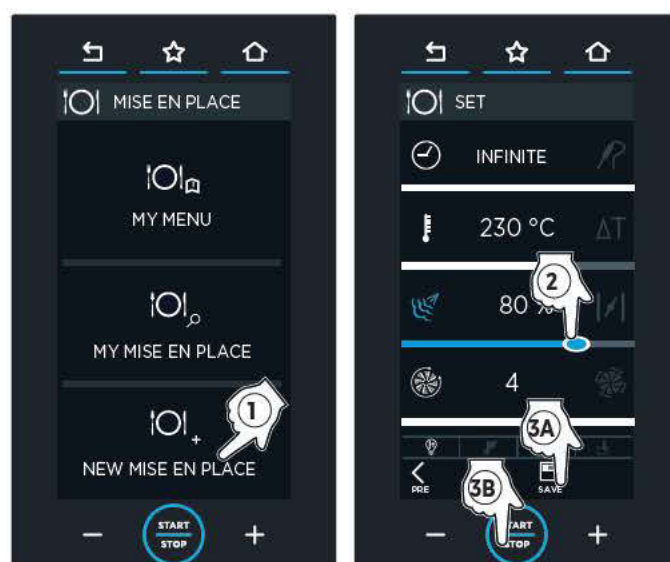 MISE EN PLACE
MY MENU
MY MISE EN PLACE
1
NEW MISE EN PLACE
START
STOP
SET
INFINITE
230 °C
ΔT
2
80 %
4
3A
PRE
3B
SAVE
START
STOP